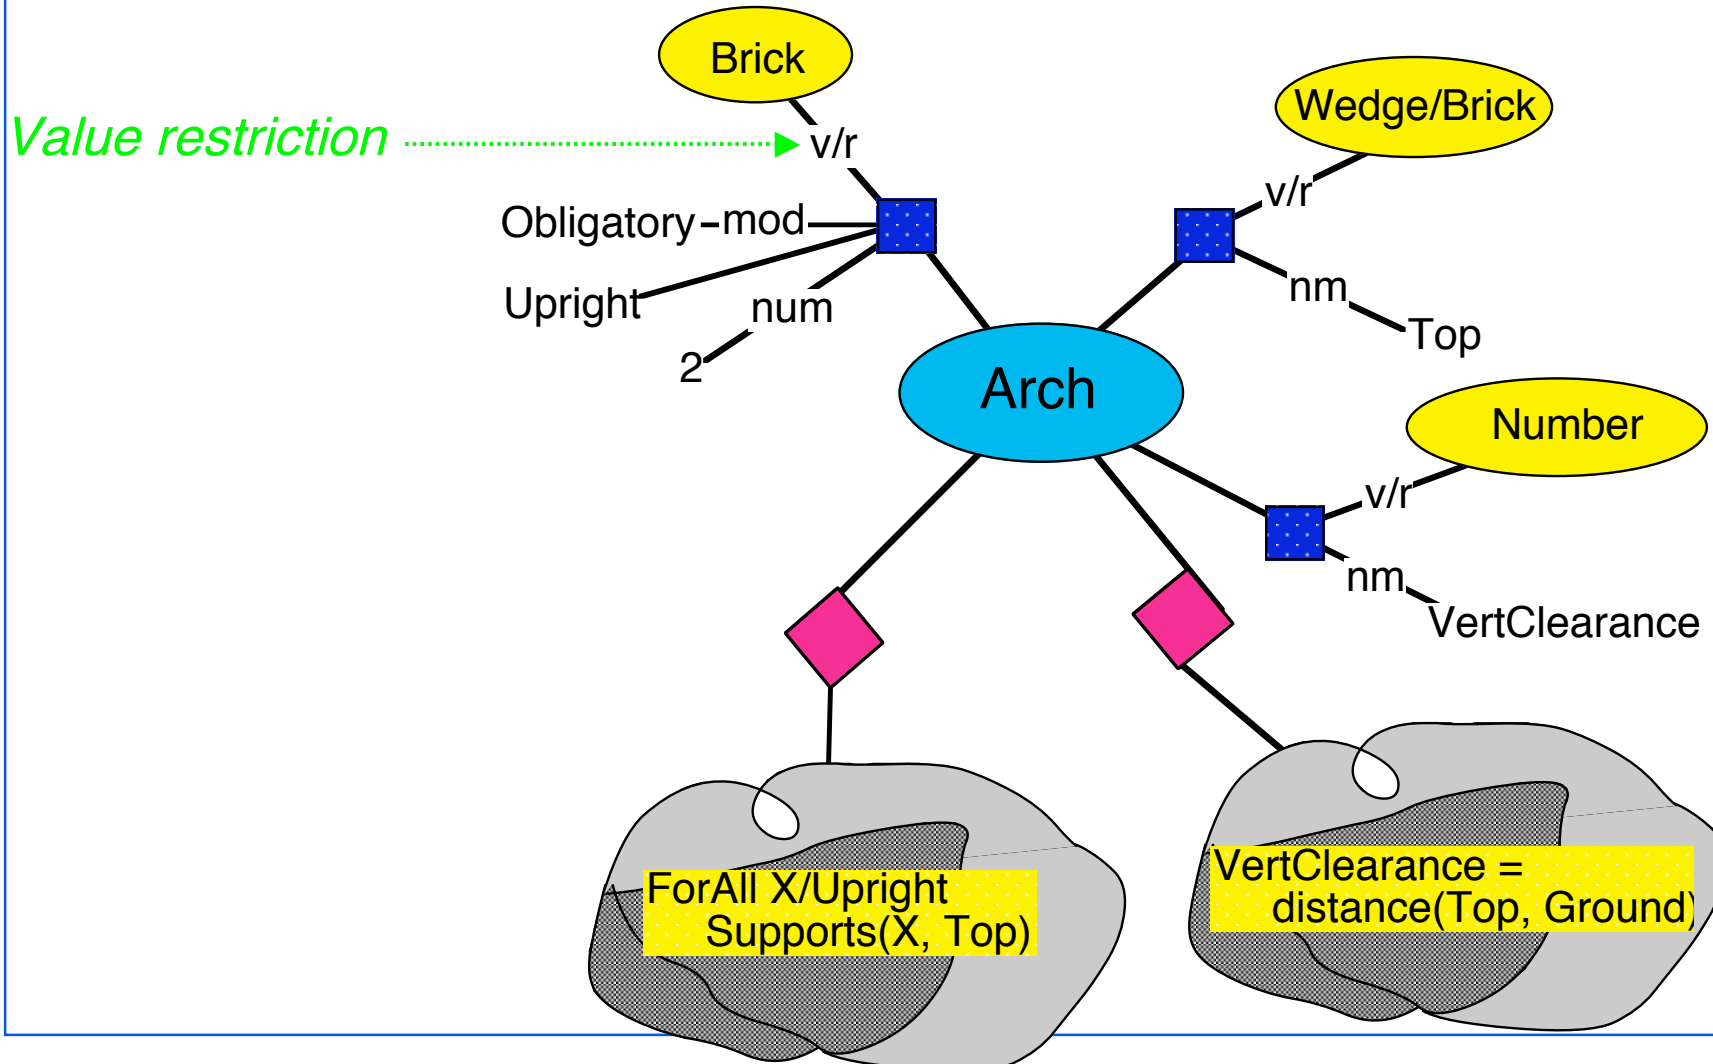 Brick
Wedge/Brick
Value restriction
v/r
v/r
Obligatory
mod
nm
Upright
num
Top
2
Arch
Number
v/r
nm
VertClearance
ForAll X/Upright
Supports(X, Top)
VertClearance =
distance(Top, Ground)